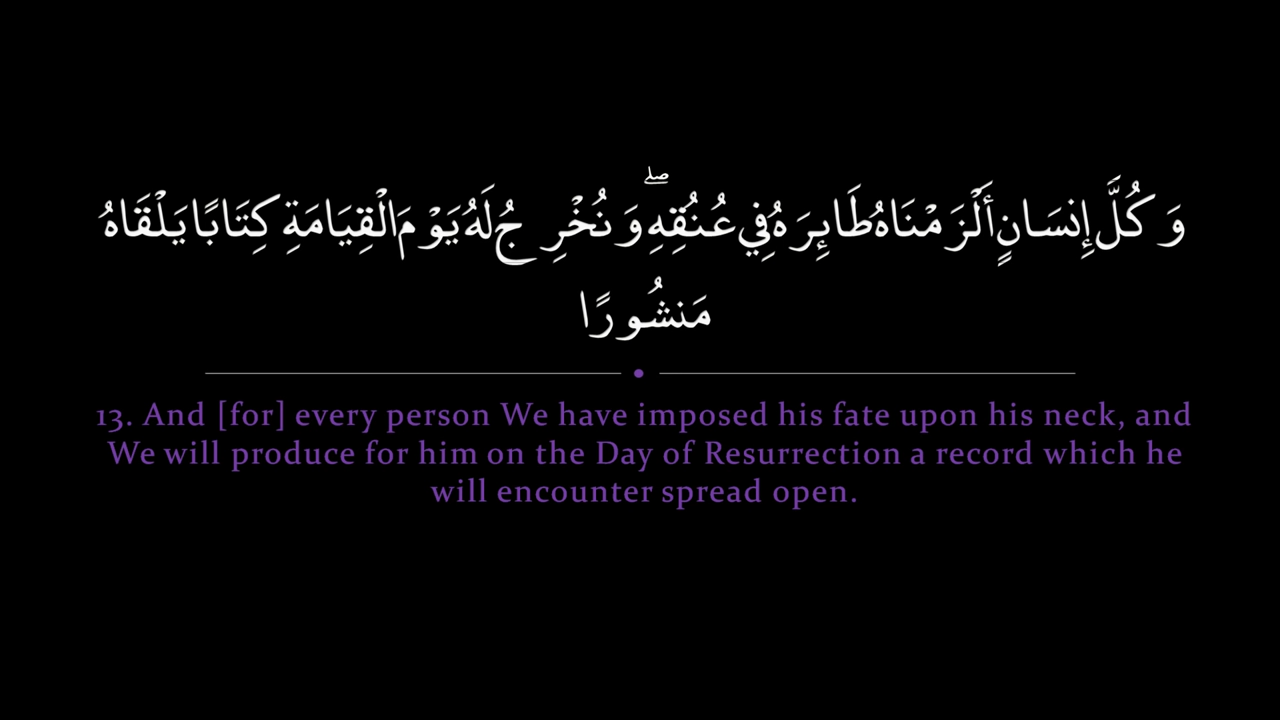 وَكُلَّ إِنسَانٍ أَلْزَمْنَاهُ طَائِرَهُ فِي عُنُقِهِ ۖ وَنُخْرِجُ لَهُ يَوْمَ الْقِيَامَةِ كِتَابًا يَلْقَاهُ
مَنشُورًا
13. And [for] every person We have imposed his fate upon his neck, and
We will produce for him on the Day of Resurrection a record which he
will encounter spread open.